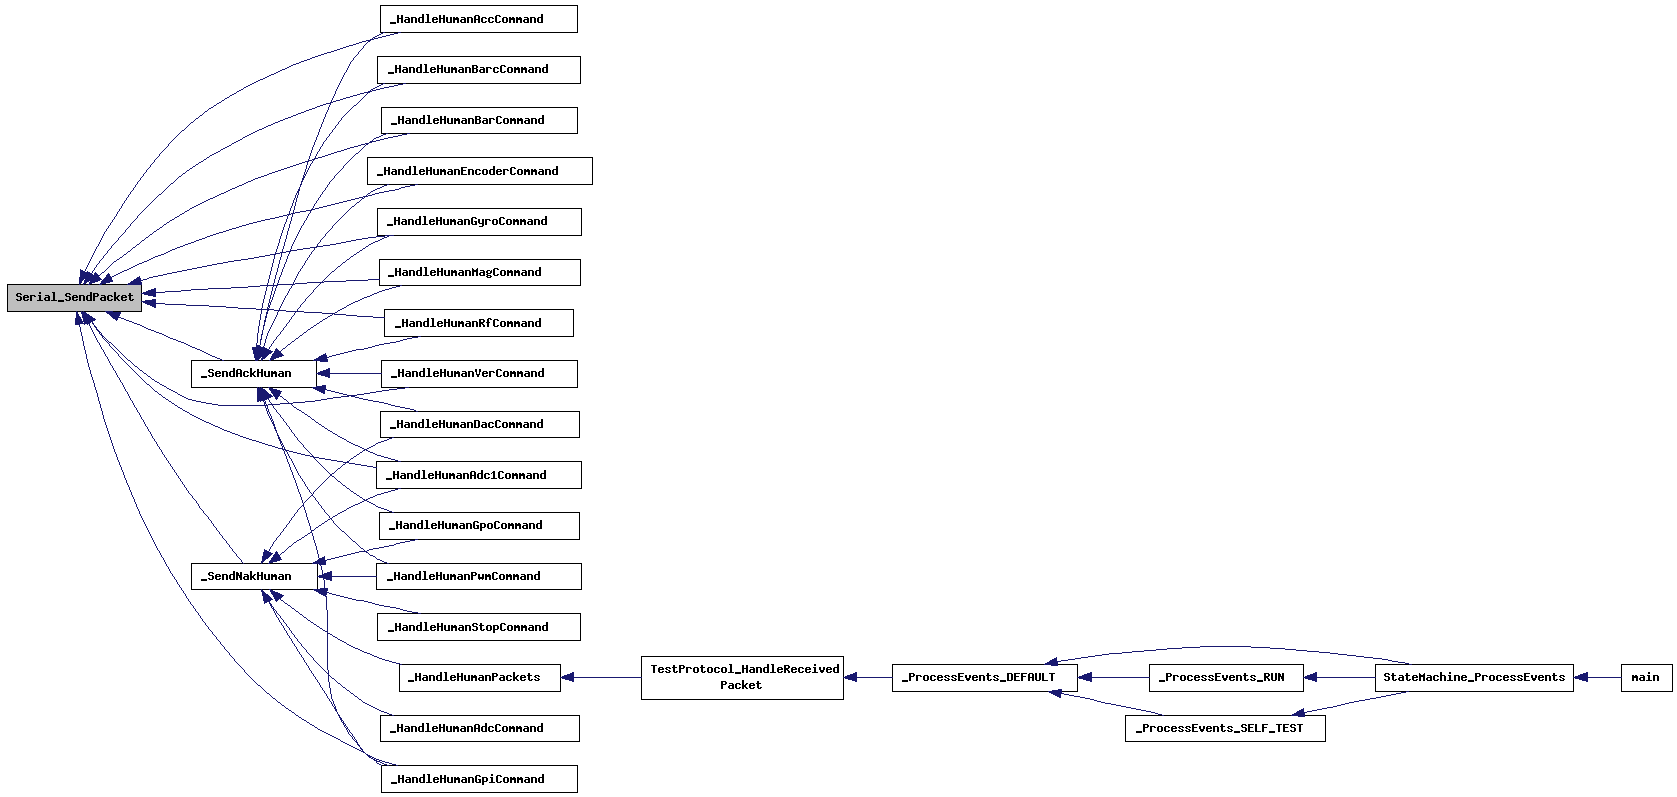 _HandleHumanAccCommand
_HandleHumanBarcCommand
_HandleHumanBarCommand
_HandleHumanEncoderCommand
_HandleHumanGyroCommand
_HandleHumanMagCommand
Serial_SendPacket
_HandleHumanRfCommand
_SendAckHuman
_HandleHumanVerCommand
_HandleHumanDacCommand
_HandleHumanAdc1Command
_HandleHumanGpoCommand
_SendNakHuman
_HandleHumanPwmCommand
_HandleHumanStopCommand
_HandleHumanPackets
TestProtocol_HandleReceived
Packet
_ProcessEvents_DEFAULT
_ProcessEvents_RUN
StateMachine_ProcessEvents
main
_ProcessEvents_SELF_TEST
_HandleHumanAdcCommand
_HandleHumanGpiCommand